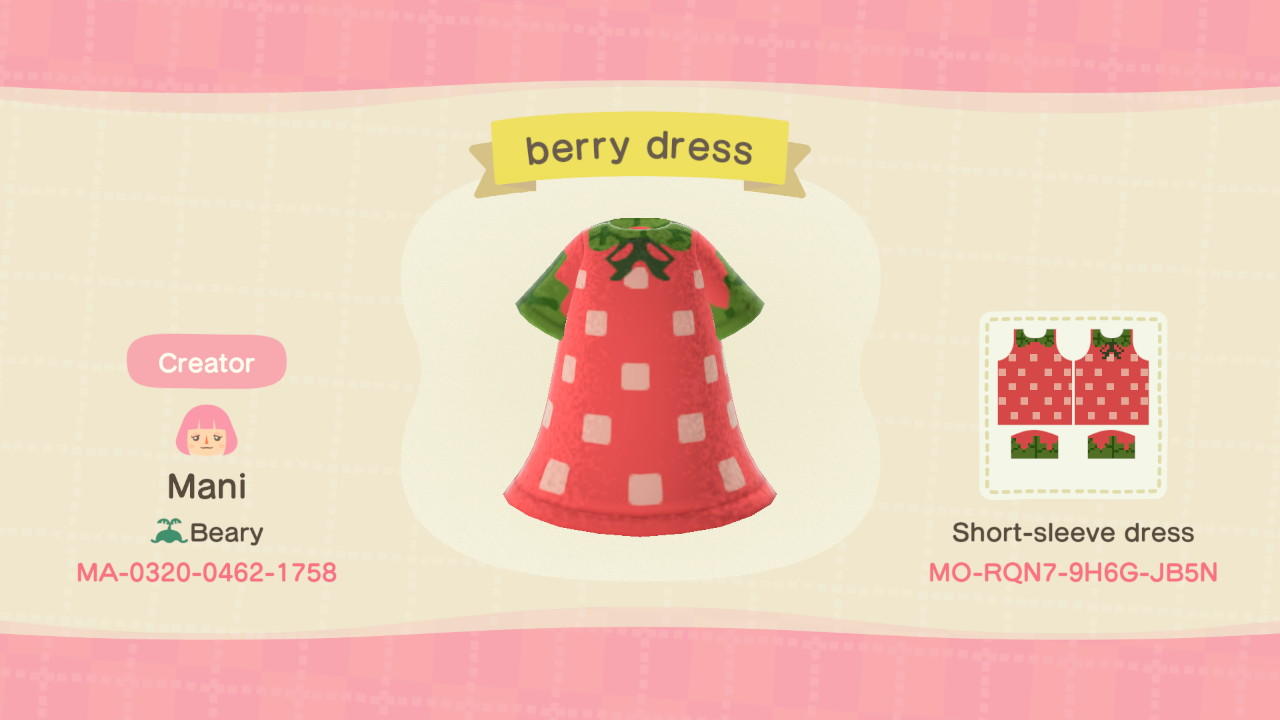 berry dress
Creator
Mani
Beary
MA-0320-0462-1758
Short-sleeve dress
MO-RQN7-9H6G-JB5N